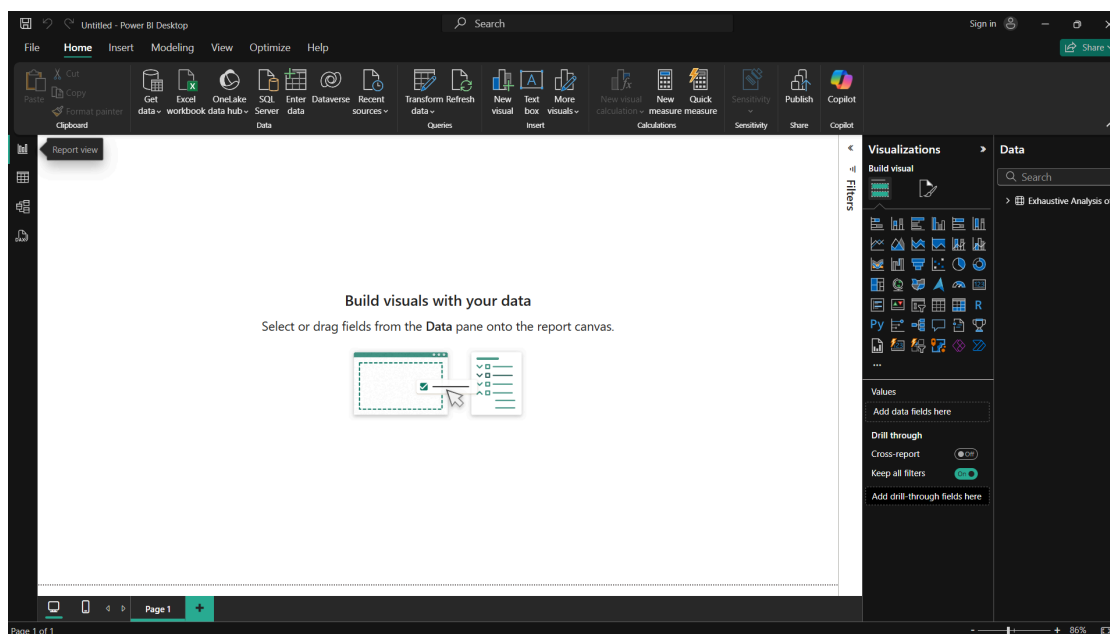 Untitled - Power BI Desktop
Search
Sign in
File Home Insert Modeling View Optimize Help
Share
Paste
Cut
Copy
Format painter
Clipboard
Get data
Excel workbook
OneLake data hub
SQL Server
Enter data
Dataverse
Recent sources
Data
Transform data
Refresh
Queries
New visual
Text box
More visuals
Insert
New visual calculation
New measure
Quick measure
Calculations
Sensitivity
Sensitivity
Publish
Share
Copilot
Copilot
Report view
Filters
Build visuals with your data
Select or drag fields from the Data pane onto the report canvas.
Visualizations
Build visual
R
Py
Values
Add data fields here
Drill through
Cross-report
Off
Keep all filters
On
Add drill-through fields here
Data
Search
Exhaustive Analysis of
Page 1
Page 1 of 1
86%